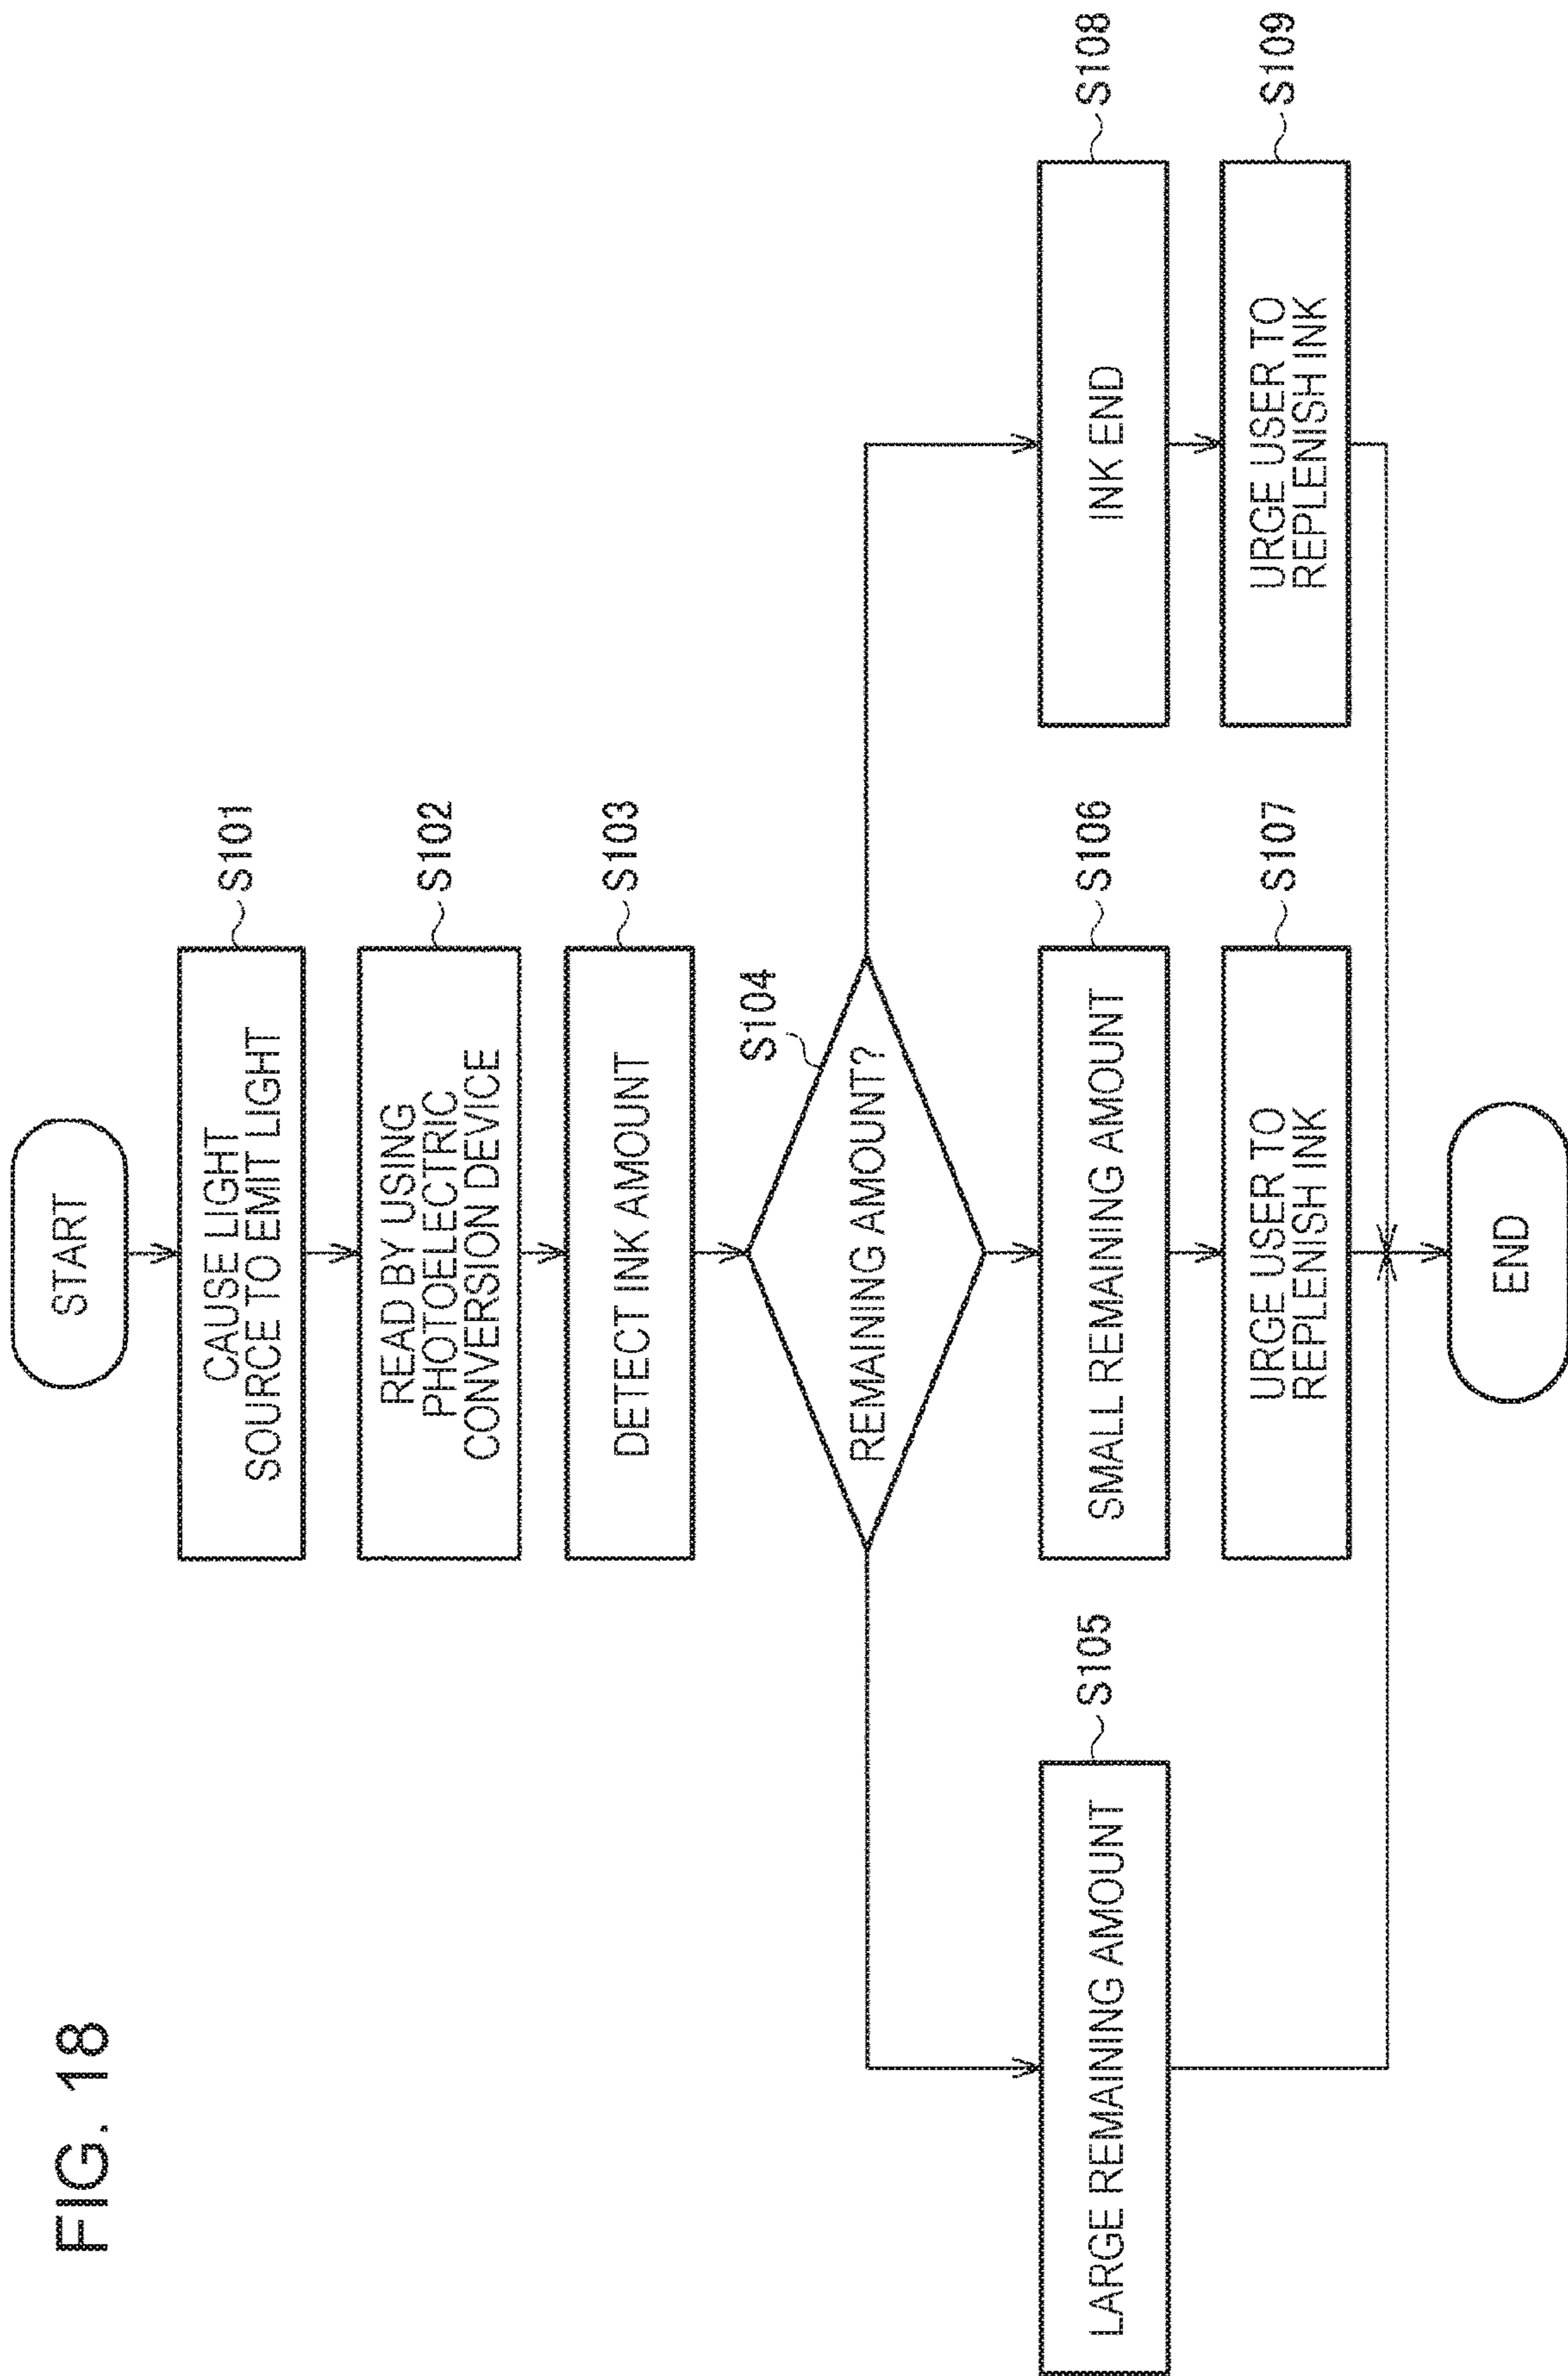 FIG. 18
START
CAUSE LIGHT
SOURCE TO EMIT LIGHT
S101
READ BY USING
PHOTOELECTRIC
CONVERSION DEVICE
S102
DETECT INK AMOUNT
S103
S104
REMAINING AMOUNT?
LARGE REMAINING AMOUNT
S105
SMALL REMAINING AMOUNT
S106
INK END
S108
URGE USER TO
REPLENISH INK
S107
URGE USER TO
REPLENISH INK
S109
END